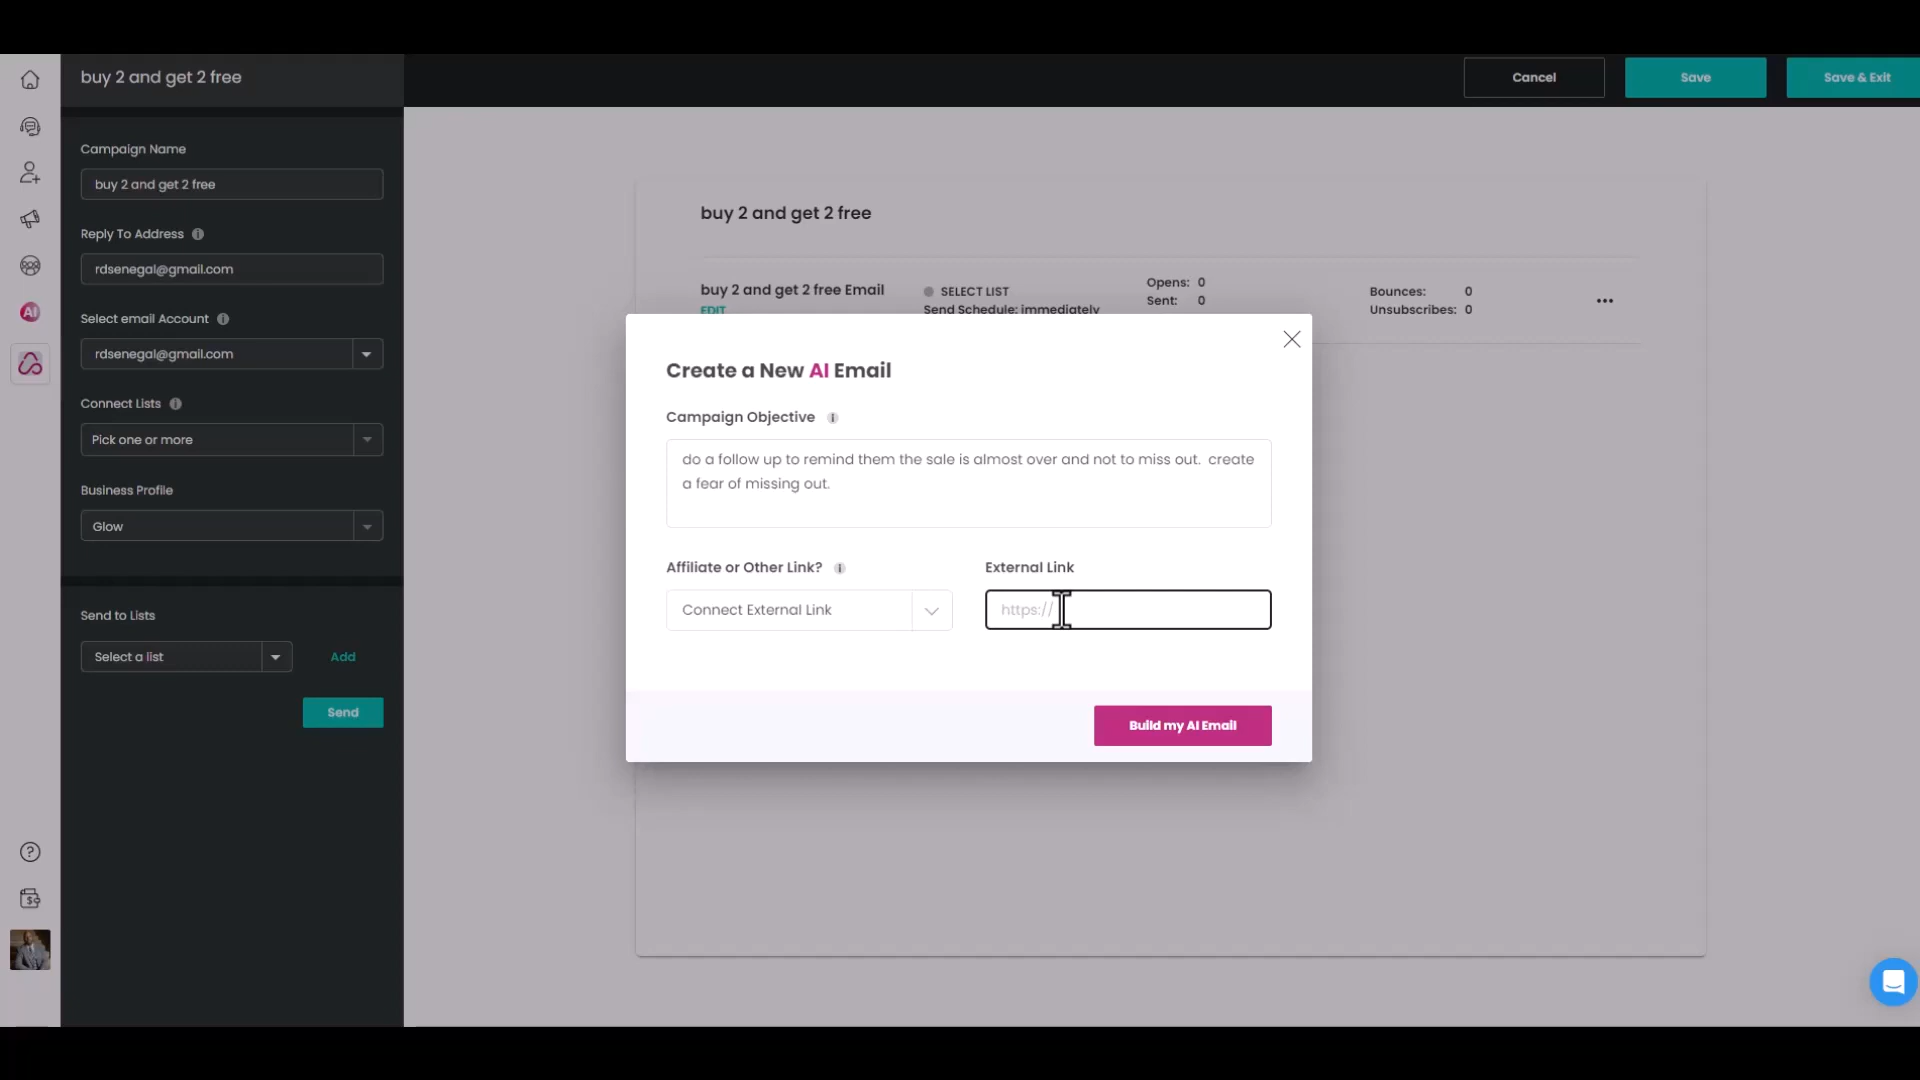 buy 2 and get 2 free
Cancel
Save
Save & Exit
Campaign Name
buy 2 and get 2 free
Reply To Address
rdsenegal@gmail.com
Select email Account
rdsenegal@gmail.com
Connect Lists
Pick one or more
Business Profile
Glow
Send to Lists
Select a list
Add
Send
AI
buy 2 and get 2 free
buy 2 and get 2 free Email
EDIT
SELECT LIST
Send Schedule: immediately
Opens: 0
Sent: 0
Bounces: 0
Unsubscribes: 0
Create a New AI Email
Campaign Objective
do a follow up to remind them the sale is almost over and not to miss out. create
a fear of missing out.
Affiliate or Other Link?
External Link
Connect External Link
https://
Build my AI Email